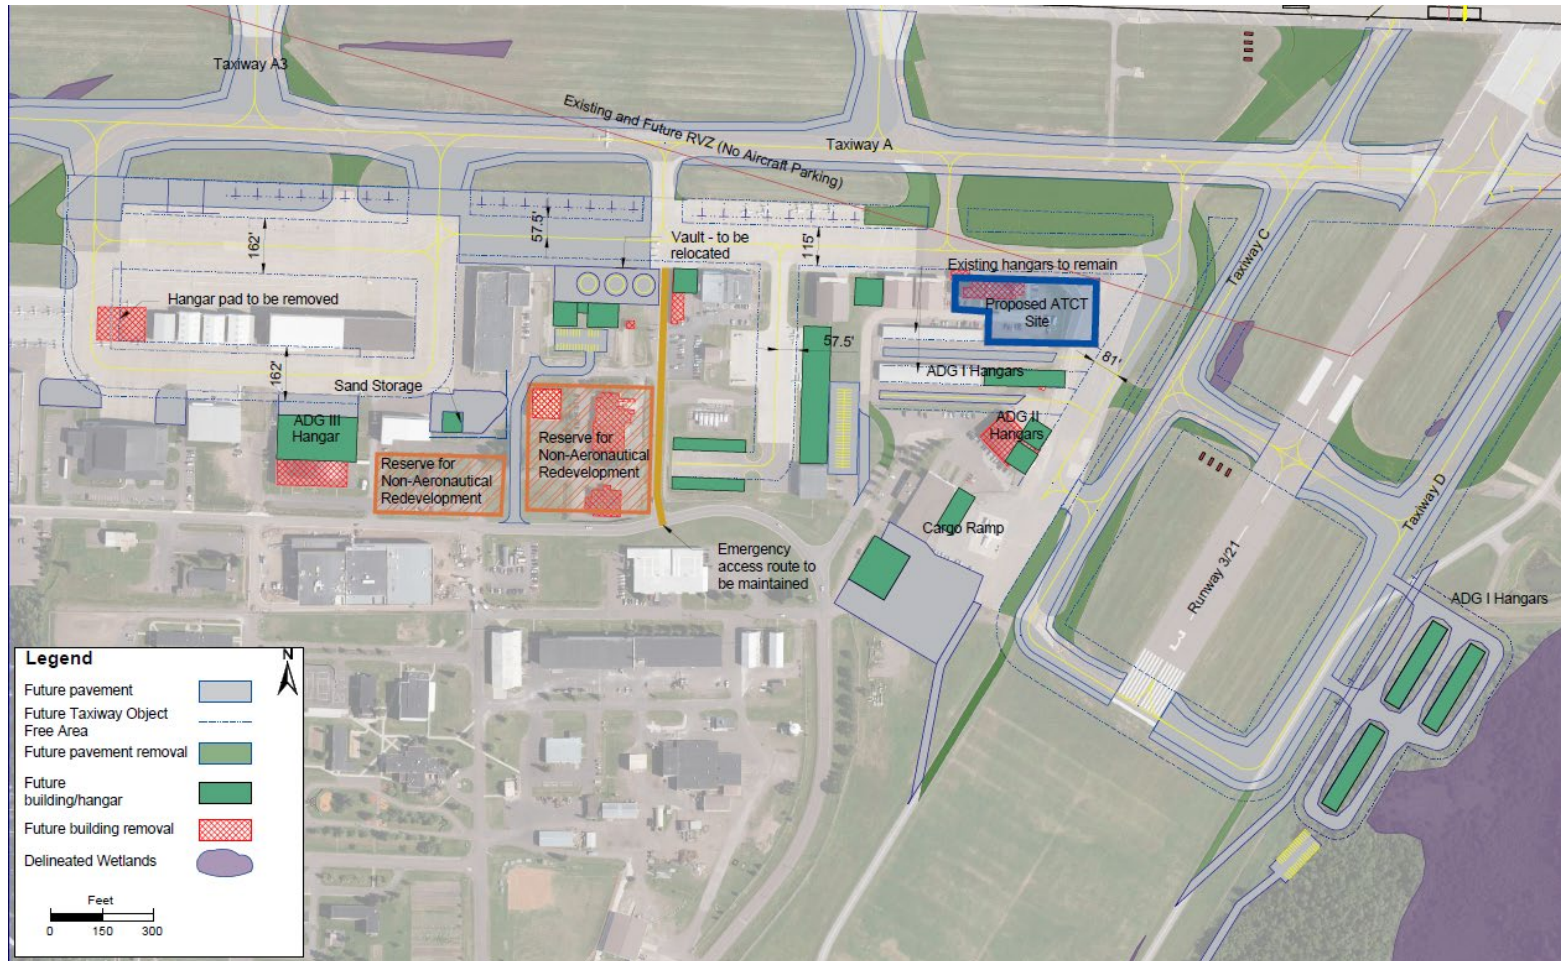 Taxiway A3
Existing and Future RVZ (No Aircraft Parking)
Taxiway A
162'
57.5'
Vault - to be
relocated
115'
Existing hangars to remain
Taxiway C
Hangar pad to be removed
Proposed ATCT
Site
162'
57.5'
81'
Sand Storage
ADG I Hangars
ADG III
Hangar
ADG II
Hangars
Reserve for
Non-Aeronautical
Redevelopment
Reserve for
Non-Aeronautical
Redevelopment
Taxiway D
Cargo Ramp
Emergency
access route to
be maintained
Runway 3/21
3
ADG I Hangars
Legend
N
Future pavement
Future Taxiway Object
Free Area
Future pavement removal
Future
building/hangar
Future building removal
Delineated Wetlands
Feet
0 150 300